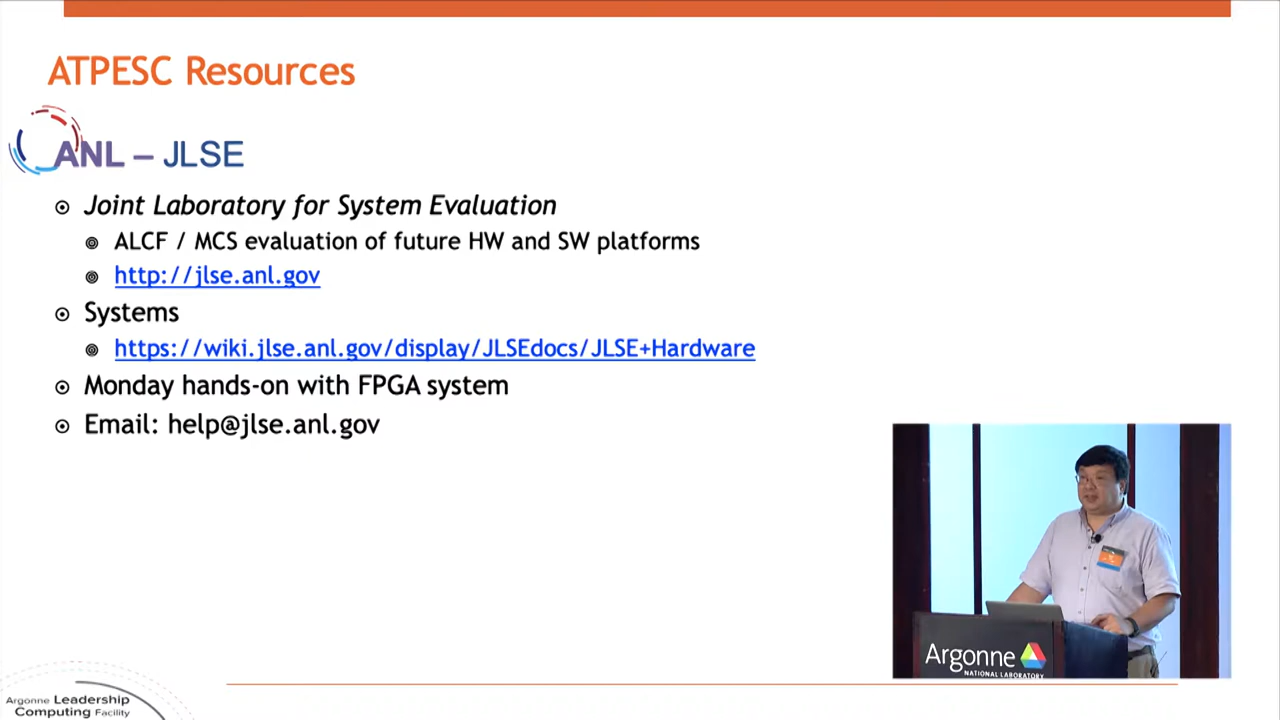 ATPESC Resources
ANL – JLSE
Joint Laboratory for System Evaluation
ALCF / MCS evaluation of future HW and SW platforms
http://jlse.anl.gov
Systems
https://wiki.jlse.anl.gov/display/JLSEdocs/JLSE+Hardware
Monday hands-on with FPGA system
Email: help@jlse.anl.gov
Argonne
NATIONAL LABORATORY
Argonne Leadership
Computing Facility